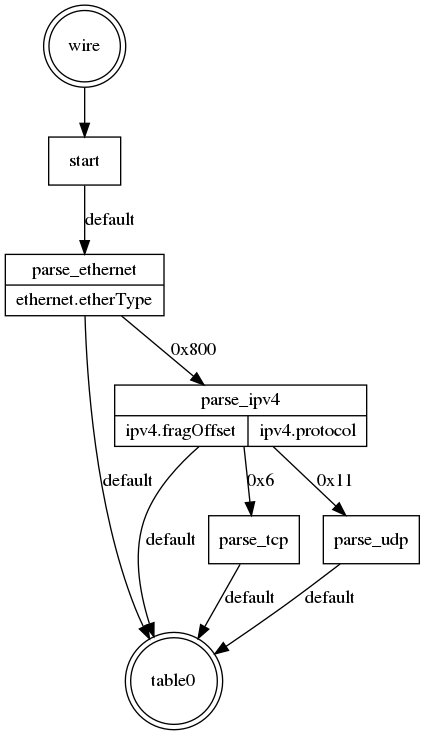 wire
start
default
parse_ethernet
ethernet.etherType
0x800
parse_ipv4
ipv4.fragOffset
ipv4.protocol
default
0x6
0x11
default
parse_tcp
parse_udp
default
default
table0